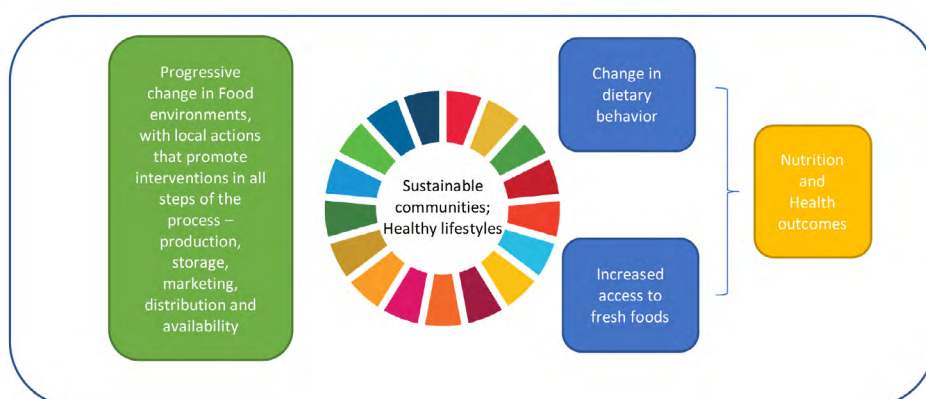 Progressive
change in Food
environments,
with local actions
that promote
interventions in all
steps of the
process –
production,
storage,
marketing,
distribution and
availability
Sustainable
communities;
Healthy lifestyles
Change in
dietary
behavior
Increased
access to
fresh foods
Nutrition
and
Health
outcomes